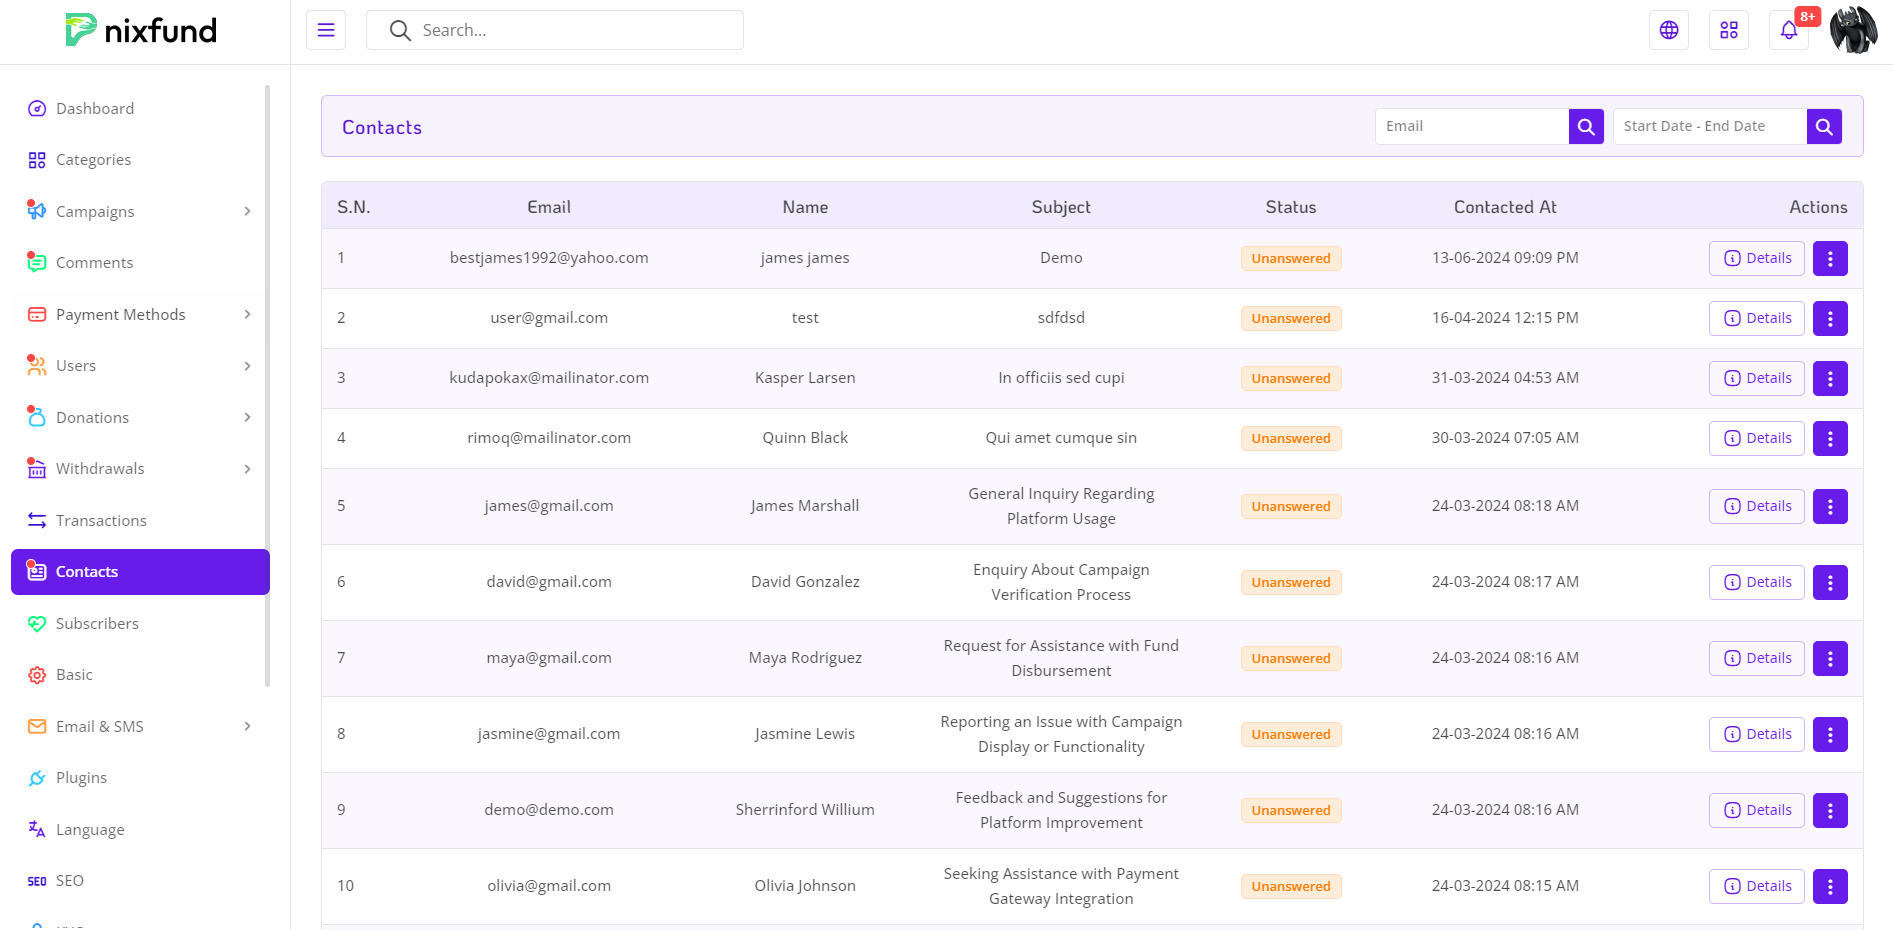 nixfund
Search...
8+
Dashboard
Categories
Campaigns
Comments
Payment Methods
Users
Donations
Withdrawals
Transactions
Contacts
Subscribers
Basic
Email & SMS
Plugins
Language
SEO SEO
Contacts
Email
Start Date - End Date
S.N. Email Name Subject Status Contacted At Actions
1 bestjames1992@yahoo.com james james Demo Unanswered 13-06-2024 09:09 PM Details
2 user@gmail.com test sdfdsd Unanswered 16-04-2024 12:15 PM Details
3 kudapokax@mailinator.com Kasper Larsen In officiis sed cupi Unanswered 31-03-2024 04:53 AM Details
4 rimoq@mailinator.com Quinn Black Qui amet cumque sin Unanswered 30-03-2024 07:05 AM Details
5 james@gmail.com James Marshall General Inquiry Regarding
Platform Usage Unanswered 24-03-2024 08:18 AM Details
6 david@gmail.com David Gonzalez Enquiry About Campaign
Verification Process Unanswered 24-03-2024 08:17 AM Details
7 maya@gmail.com Maya Rodriguez Request for Assistance with Fund
Disbursement Unanswered 24-03-2024 08:16 AM Details
8 jasmine@gmail.com Jasmine Lewis Reporting an Issue with Campaign
Display or Functionality Unanswered 24-03-2024 08:16 AM Details
9 demo@demo.com Sherrinford Willium Feedback and Suggestions for
Platform Improvement Unanswered 24-03-2024 08:16 AM Details
10 olivia@gmail.com Olivia Johnson Seeking Assistance with Payment
Gateway Integration Unanswered 24-03-2024 08:15 AM Details